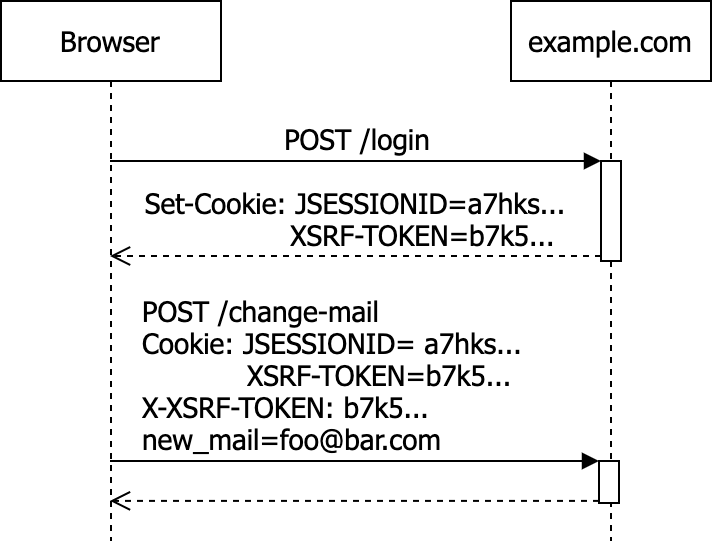 Browser
example.com
POST /login
Set-Cookie: JSESSIONID=a7hks...
XSRF-TOKEN=b7k5...
POST /change-mail
Cookie: JSESSIONID= a7hks...
XSRF-TOKEN=b7k5...
X-XSRF-TOKEN: b7k5...
new_mail=foo@bar.com